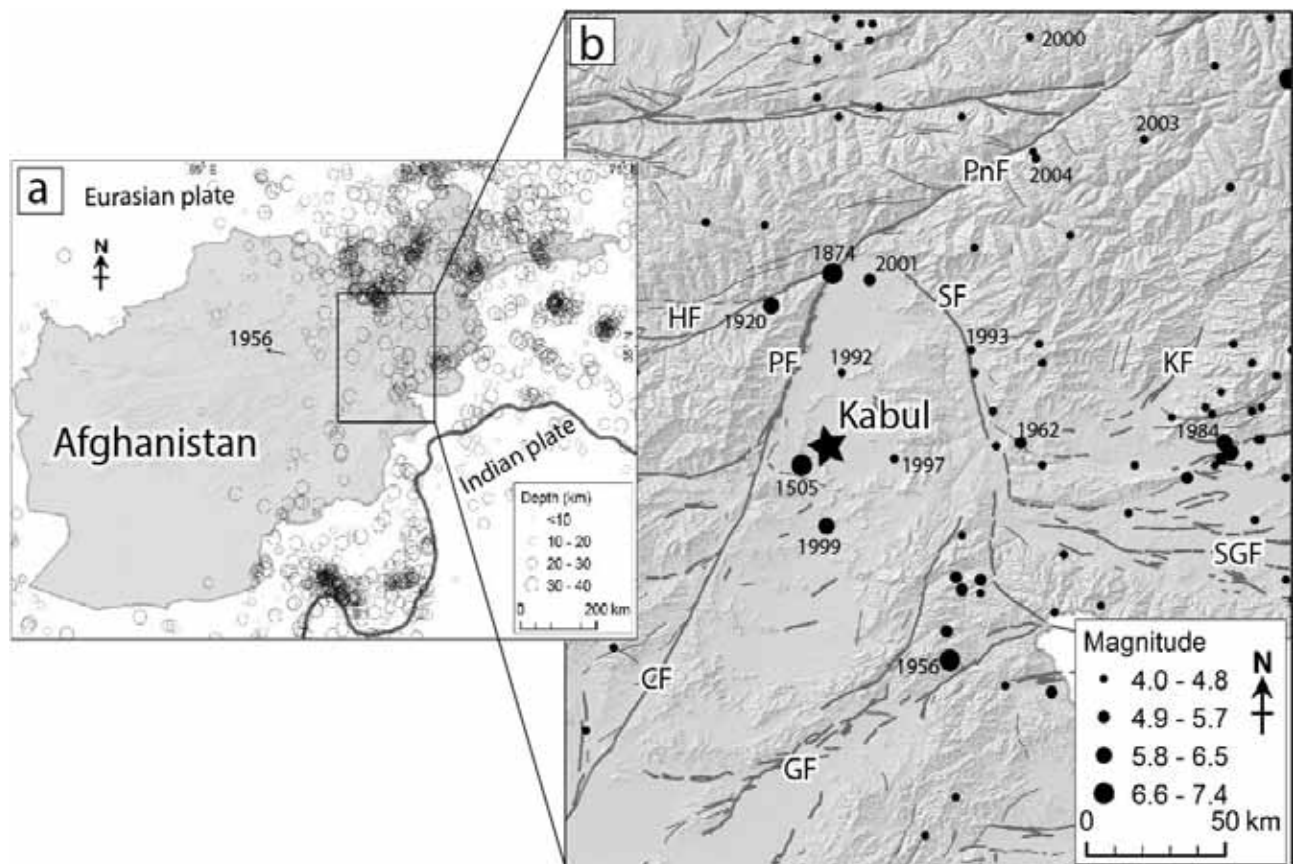 a
Eurasian plate
N
1956
Afghanistan
Indian plate
Depth (km)
<10
10 - 20
20 - 30
30 - 40
0 200 km
b
2000
2003
PnF
2004
1874
2001
SF
HF
1920
1993
PF
1992
KF
Kabul
1962
1984
1505
1997
1999
SGF
1956
CF
GF
Magnitude
N
4.0 - 4.8
4.9 - 5.7
5.8 - 6.5
6.6 - 7.4
0 50 km